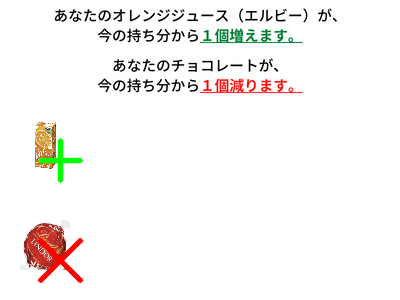 あなたのオレンジジュース（エルビー）が、
今の持ち分から１個増えます。
あなたのチョコレートが、
今の持ち分から１個減ります。
LINDOR